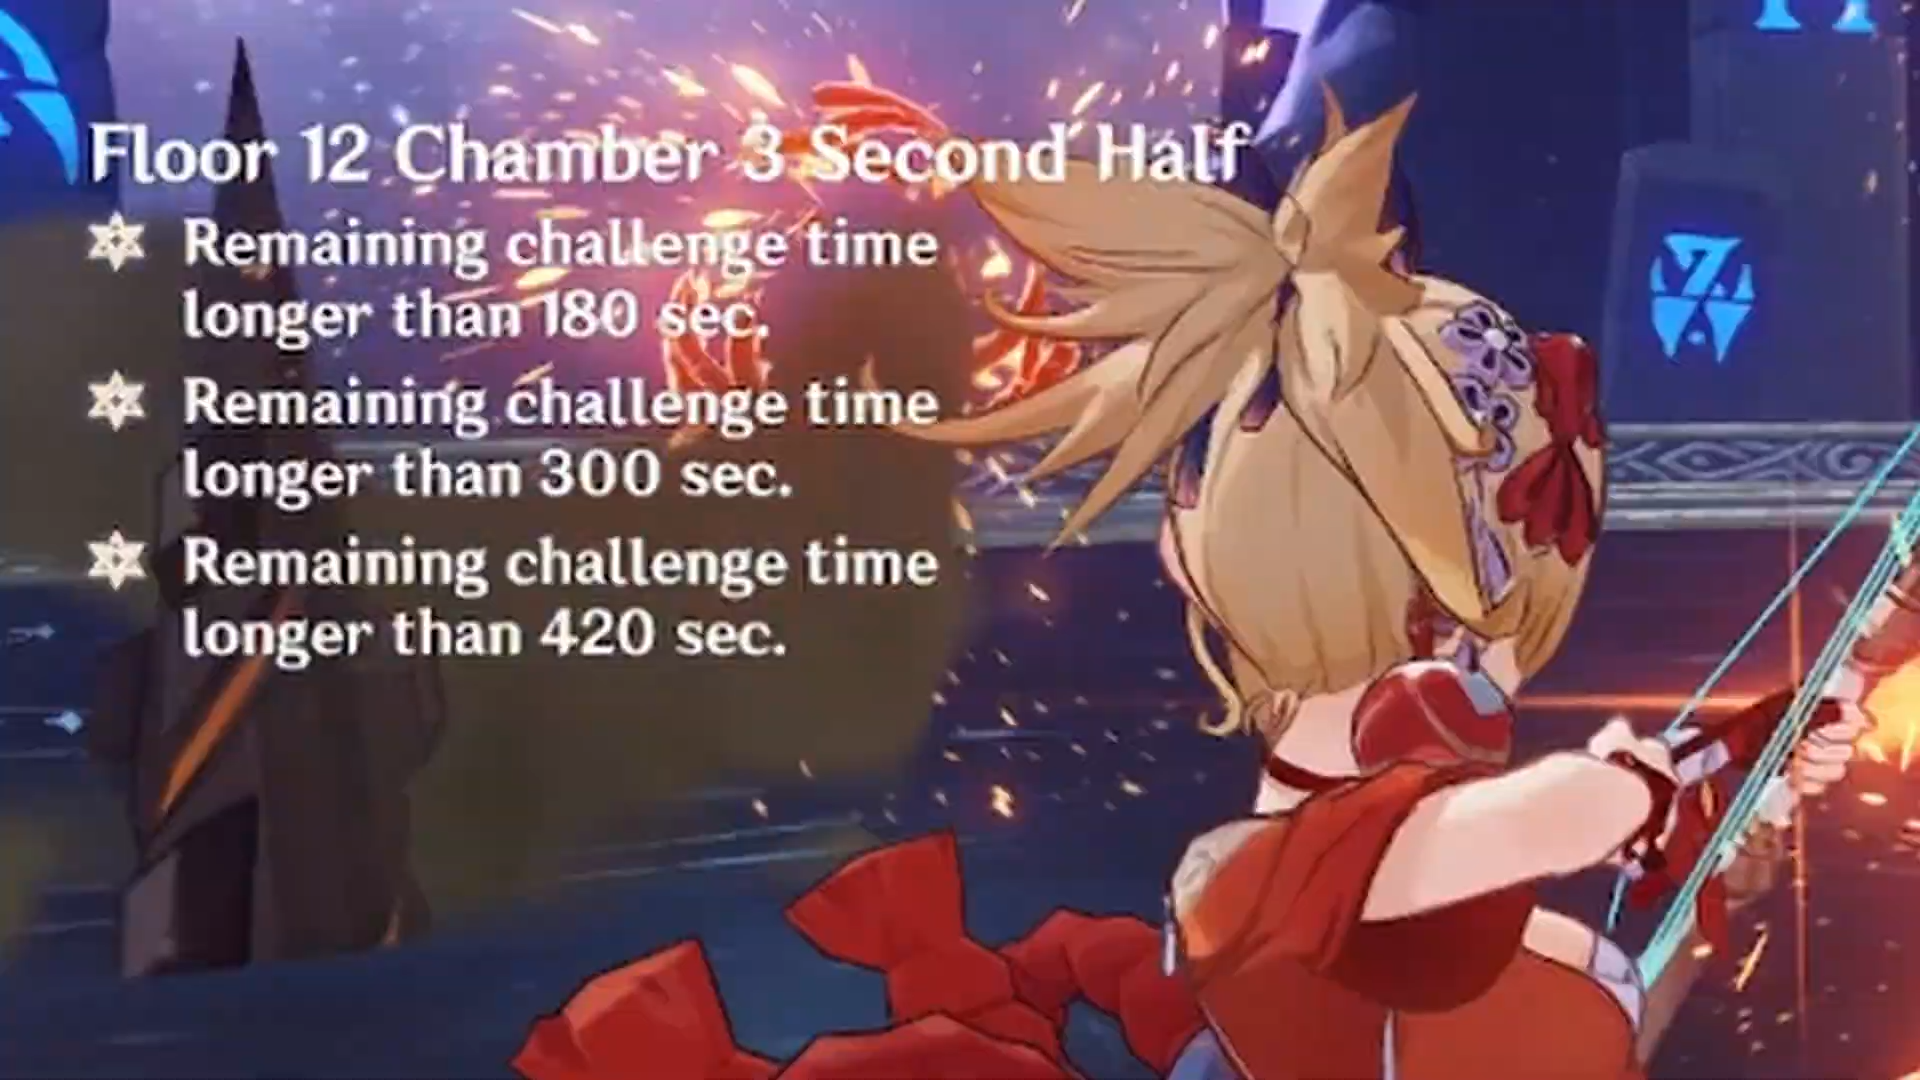 Floor 12 Chamber 3 Second Half
Remaining challenge time
longer than 180 sec.
Remaining challenge time
longer than 300 sec.
Remaining challenge time
longer than 420 sec.